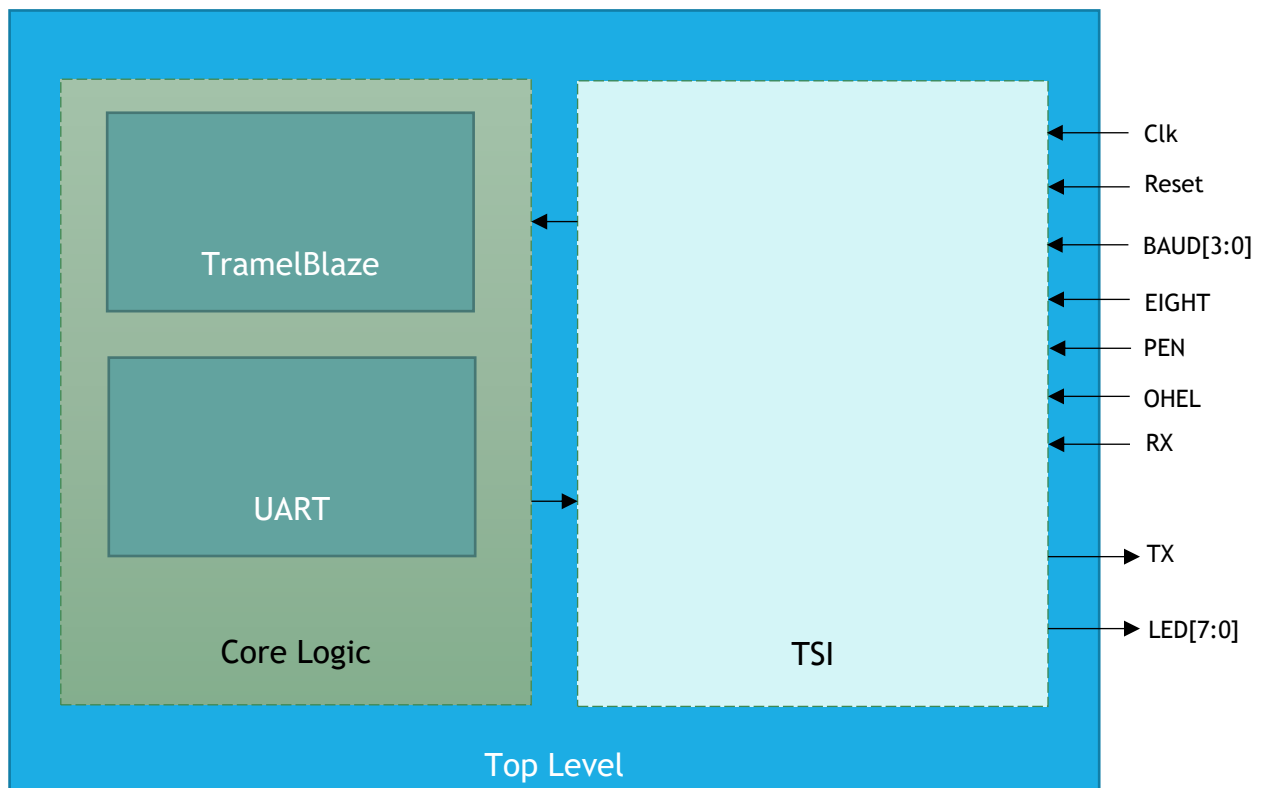 TramelBlaze
UART
Core Logic
TSI
Top Level
Clk
Reset
BAUD[3:0]
EIGHT
PEN
OHEL
RX
TX
LED[7:0]